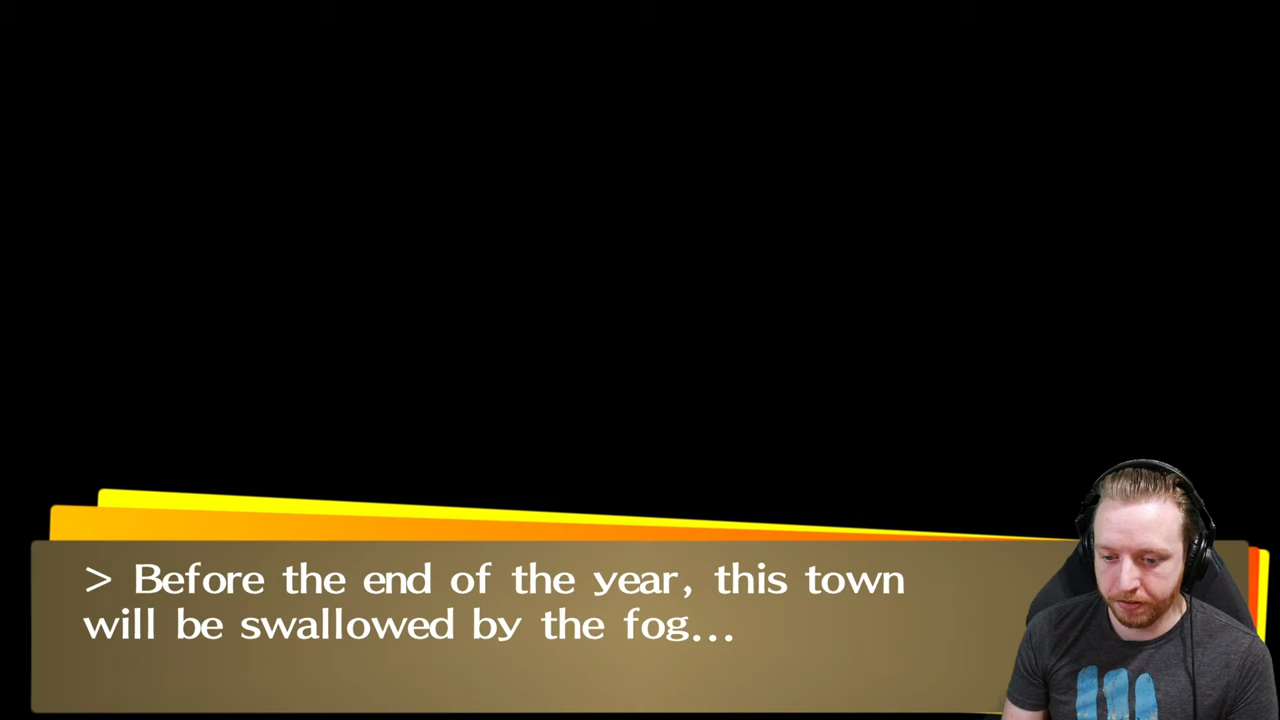 > Before the end of the year, this town
will be swallowed by the fog...